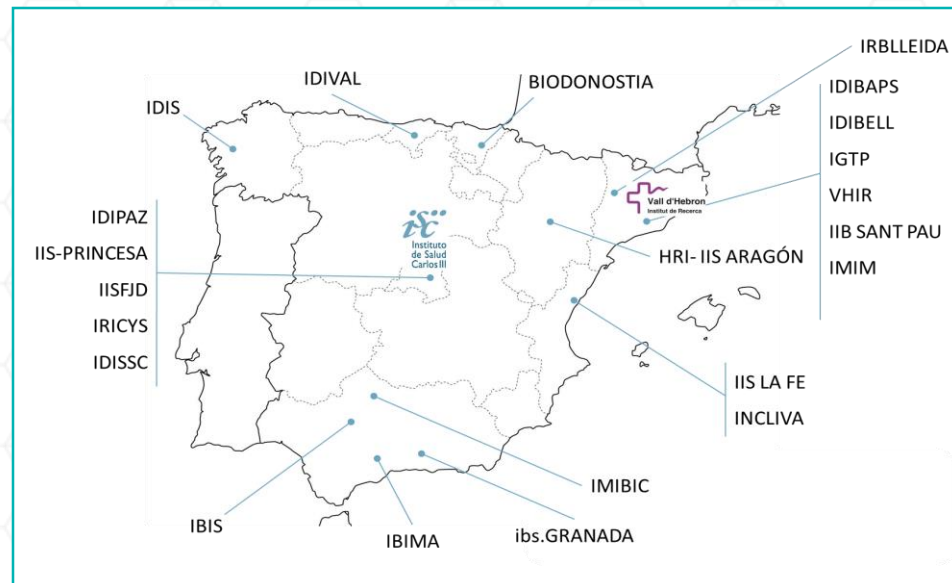 IRBLLEIDA
IDIVAL
BIODONOSTIA
IDIBAPS
IDIS
IDIBELL
IGTP
VHIR
IIB SANT PAU
IMIM
Vall d'Hebron
Institut de Recerca
IDIPAZ
IIS-PRINCESA
IISFJD
IRICYS
IDISSC
isc
Instituto
de Salud
Carlos III
HRI- IIS ARAGÓN
IIS LA FE
INCLIVA
IMIBIC
IBIS
IBIMA
ibs.GRANADA